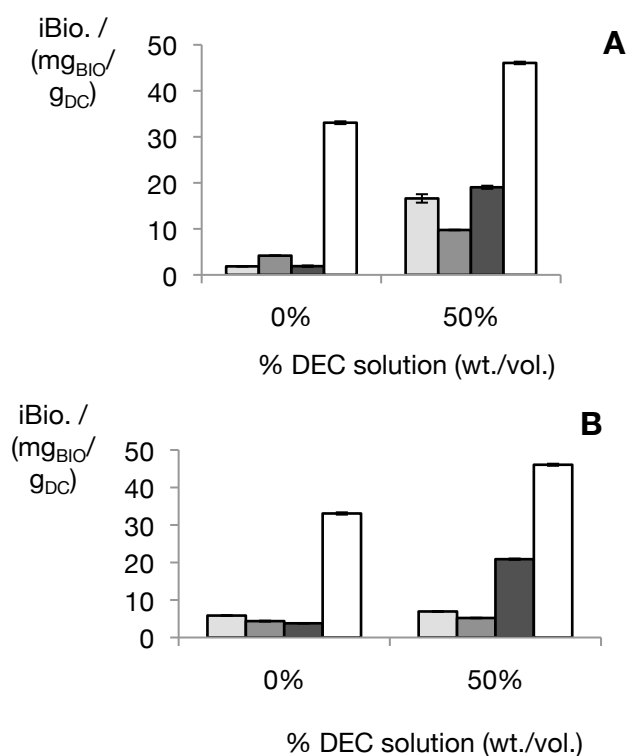 iBio. /
(mgBIO/
gDC)
A
50
40
30
20
10
0
0% 50%
% DEC solution (wt./vol.)
iBio. /
(mgBIO/
gDC)
B
50
40
30
20
10
0
0% 50%
% DEC solution (wt./vol.)